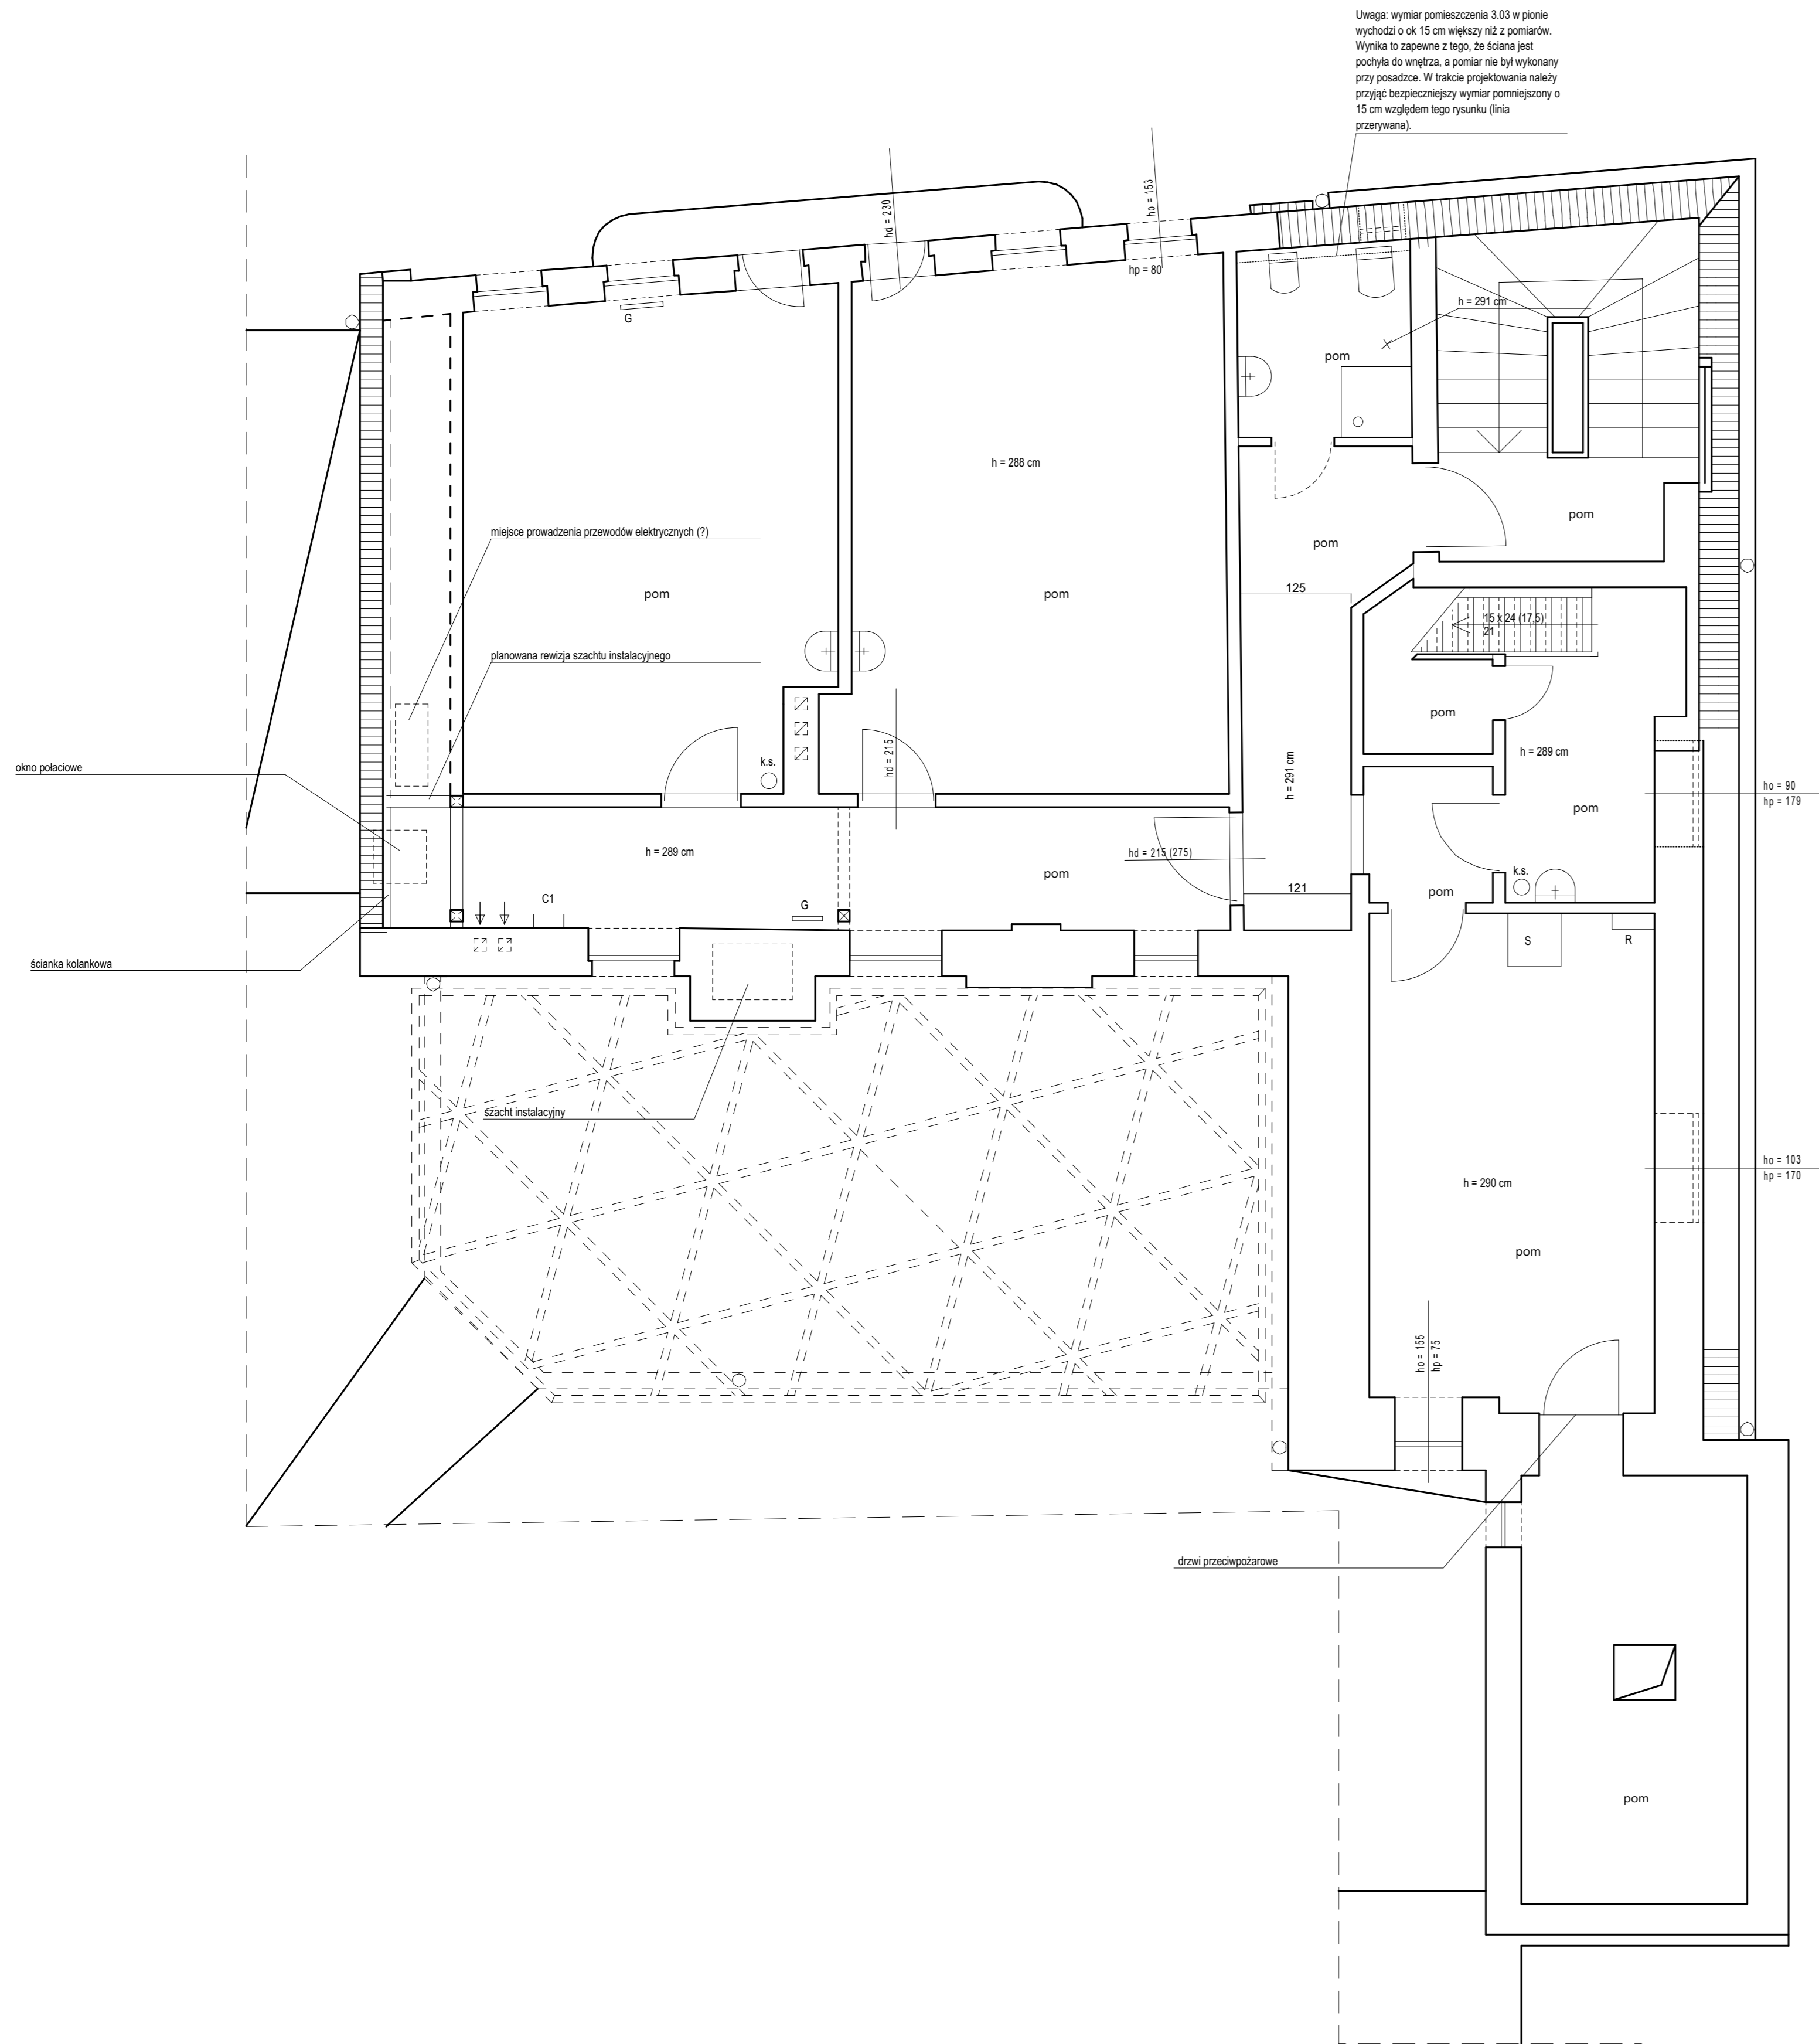 Uwaga: wymiar pomieszczenia 3.03 w pionie
wychodzi o ok 15 cm większy niż z pomiarów.
Wynika to zapewne z tego, że ściana jest
pochyła do wnętrza, a pomiar nie był wykonany
przy posadzce. W trakcie projektowania należy
przyjąć bezpieczniejszy wymiar pomniejszony o
15 cm względem tego rysunku (linia
przerywana).
hd = 230
ho = 153
hp = 80
G
h = 291 cm
pom
h = 288 cm
pom
pom
miejsce prowadzenia przewodów elektrycznych (?)
pom
pom
125
15 x 24 (17,5)
21
planowana rewizja szachtu instalacyjnego
pom
hd = 215
k.s.
h = 291 cm
h = 289 cm
okno połaciowe
ho = 90
hp = 179
pom
h = 289 cm
hd = 215 (275)
pom
k.s.
121
pom
C1
G
S
R
ścianka kolankowa
szacht instalacyjny
ho = 103
hp = 170
h = 290 cm
pom
ho = 155
hp = 75
drzwi przeciwpożarowe
pom